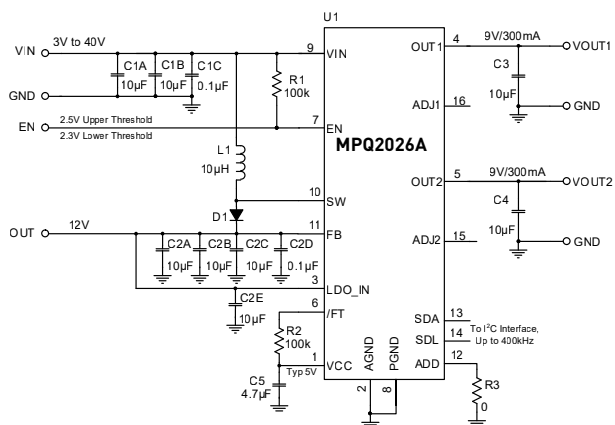 U1
VIN
3V to 40V
C1A
10µF
C1B
10µF
C1C
0.1µF
GND
R1
100k
EN
2.5V Upper Threshold
2.3V Lower Threshold
L1
10µH
D1
OUT
12V
C2A
10µF
C2B
10µF
C2C
10µF
C2D
0.1µF
C2E
10µF
R2
100k
Typ 5V
C5
4.7µF
9
VIN
7
EN
10
SW
11
FB
3
LDO_IN
6
/FT
1
VCC
MPQ2026A
AGND
PGND
2
8
OUT1
4
9V/300mA
VOUT1
C3
10µF
GND
ADJ1
16
OUT2
5
9V/300mA
VOUT2
C4
10µF
GND
ADJ2
15
SDA
13
SDL
14
To I²C Interface,
Up to 400kHz
ADD
12
R3
0